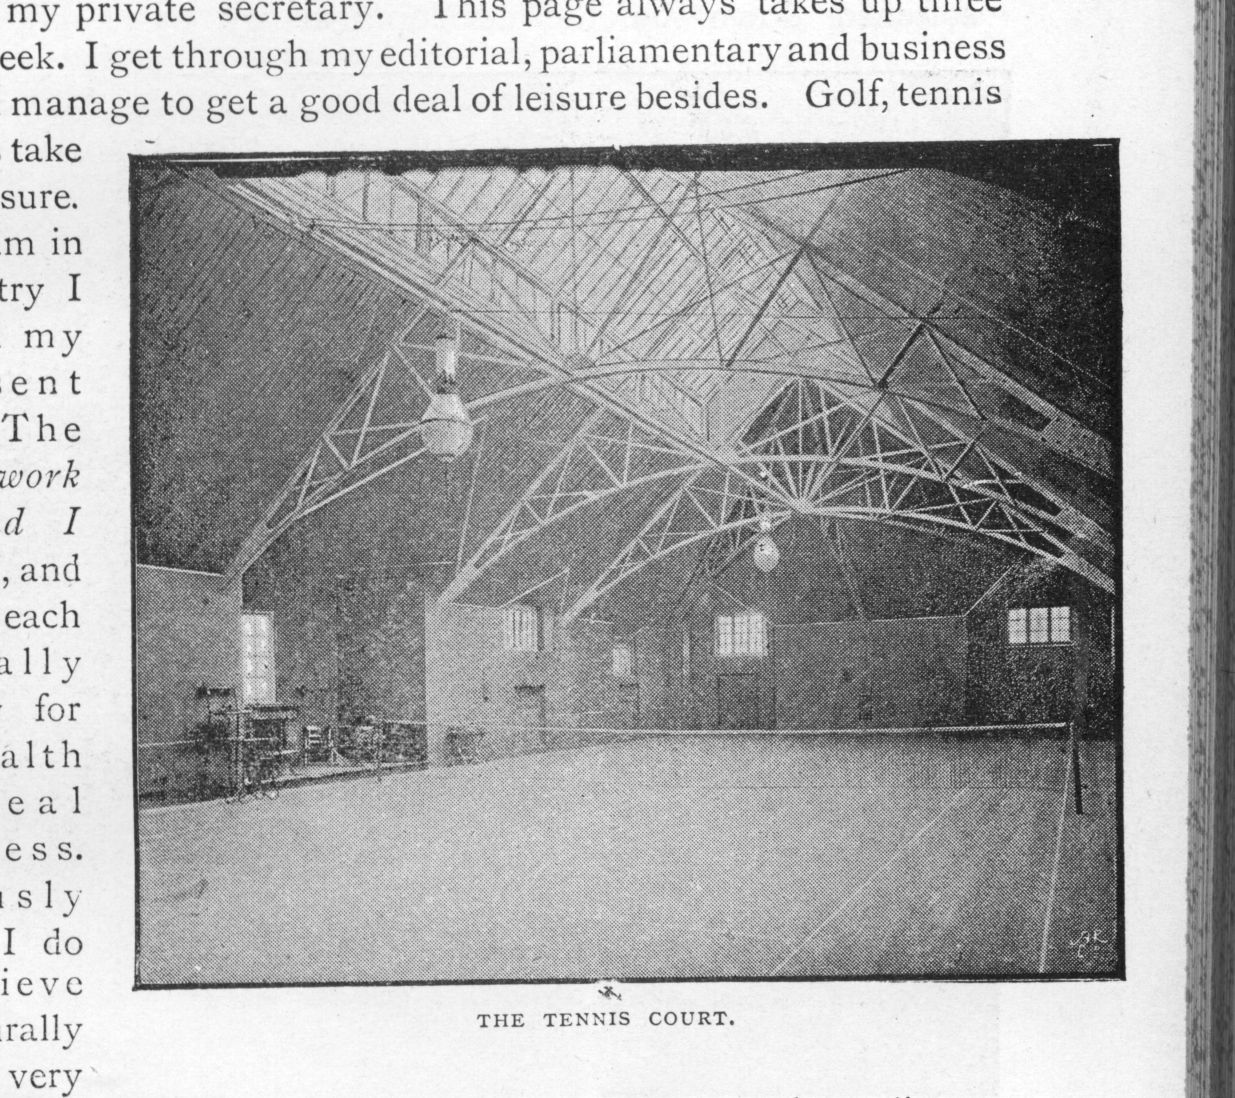 my private secretary. This page always takes up three
eek. I get through my editorial, parliamentary and business
manage to get a good deal of leisure besides. Golf, tennis
take
sure.
m in
try I
my
sent
The
work
d I
, and
each
ally
for
alth
eal
ess.
sly
I do
ieve
rally
very
THE TENNIS COURT.